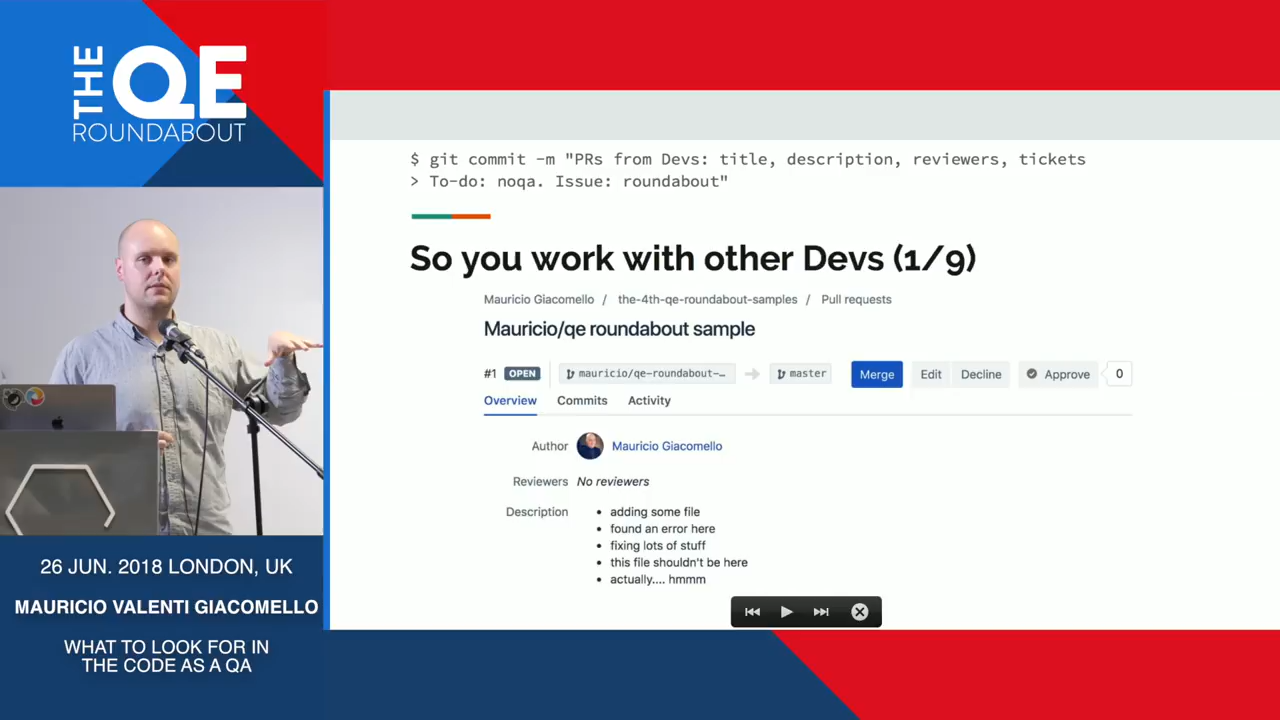 THE
QE
ROUNDABOUT
26 JUN. 2018 LONDON, UK
MAURICIO VALENTI GIACOMELLO
WHAT TO LOOK FOR IN
THE CODE AS A QA
$ git commit -m "PRs from Devs: title, description, reviewers, tickets
> To-do: noqa. Issue: roundabout"
So you work with other Devs (1/9)
Mauricio Giacomello / the-4th-qe-roundabout-samples / Pull requests
Mauricio/qe roundabout sample
#1 OPEN mauricio/qe-roundabout-… master Merge Edit Decline Approve 0
Overview Commits Activity
Author Mauricio Giacomello
Reviewers No reviewers
Description
• adding some file
• found an error here
• fixing lots of stuff
• this file shouldn't be here
• actually.... hmmm